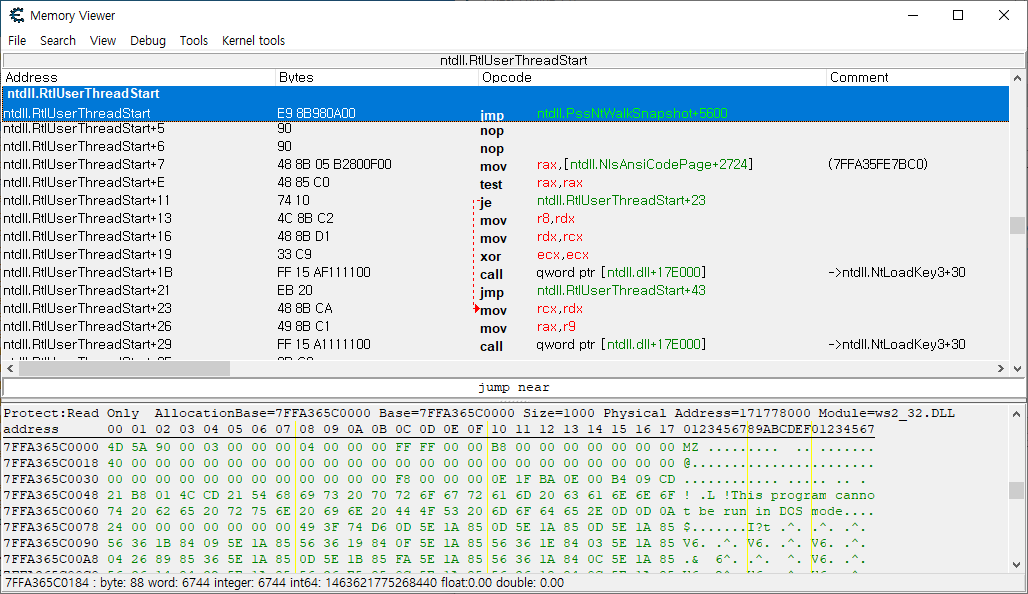 Memory Viewer
File Search View Debug Tools Kernel tools
ntdll.RtlUserThreadStart
Address Bytes Opcode Comment
ntdll.RtlUserThreadStart
ntdll.RtlUserThreadStart E9 8B980A00 jmp ntdll.PssNtWalkSnapshot+5600
ntdll.RtlUserThreadStart+5 90 nop
ntdll.RtlUserThreadStart+6 90 nop
ntdll.RtlUserThreadStart+7 48 8B 05 B2800F00 mov rax,[ntdll.NlsAnsiCodePage+2724] (7FFA35FE7BC0)
ntdll.RtlUserThreadStart+E 48 85 C0 test rax,rax
ntdll.RtlUserThreadStart+11 74 10 je ntdll.RtlUserThreadStart+23
ntdll.RtlUserThreadStart+13 4C 8B C2 mov r8,rdx
ntdll.RtlUserThreadStart+16 48 8B D1 mov rdx,rcx
ntdll.RtlUserThreadStart+19 33 C9 xor ecx,ecx
ntdll.RtlUserThreadStart+1B FF 15 AF111100 call qword ptr [ntdll.dll+17E000] ->ntdll.NtLoadKey3+30
ntdll.RtlUserThreadStart+21 EB 20 jmp ntdll.RtlUserThreadStart+43
ntdll.RtlUserThreadStart+23 48 8B CA mov rcx,rdx
ntdll.RtlUserThreadStart+26 49 8B C1 mov rax,r9
ntdll.RtlUserThreadStart+29 FF 15 A1111100 call qword ptr [ntdll.dll+17E000] ->ntdll.NtLoadKey3+30
jump near
Protect:Read Only AllocationBase=7FFA365C0000 Base=7FFA365C0000 Size=1000 Physical Address=171778000 Module=ws2_32.DLL
address 00 01 02 03 04 05 06 07 08 09 0A 0B 0C 0D 0E 0F 10 11 12 13 14 15 16 17 0123456789ABCDEF01234567
7FFA365C0000 4D 5A 90 00 03 00 00 00 04 00 00 00 FF FF 00 00 B8 00 00 00 00 00 00 00 MZ ......... .. ........
7FFA365C0018 40 00 00 00 00 00 00 00 00 00 00 00 00 00 00 00 00 00 00 00 00 00 00 00 @.......................
7FFA365C0030 00 00 00 00 00 00 00 00 00 00 00 00 F8 00 00 00 0E 1F BA 0E 00 B4 09 CD ............ ..... .. .
7FFA365C0048 21 B8 01 4C CD 21 54 68 69 73 20 70 72 6F 67 72 61 6D 20 63 61 6E 6E 6F ! .L !This program canno
7FFA365C0060 74 20 62 65 20 72 75 6E 20 69 6E 20 44 4F 53 20 6D 6F 64 65 2E 0D 0D 0A t be run in DOS mode....
7FFA365C0078 24 00 00 00 00 00 00 00 49 3F 74 D6 0D 5E 1A 85 0D 5E 1A 85 0D 5E 1A 85 $.......I?t .^. .^. .^.
7FFA365C0090 56 36 1B 84 09 5E 1A 85 56 36 19 84 0F 5E 1A 85 56 36 1E 84 03 5E 1A 85 V6. .^. V6. .^. V6. .^.
7FFA365C00A8 04 26 89 85 36 5E 1A 85 0D 5E 1B 85 FA 5E 1A 85 56 36 1A 84 0C 5E 1A 85 .& 6^. .^. ^. V6. .^.
7FFA365C0184 : byte: 88 word: 6744 integer: 6744 int64: 1463621775268440 float:0.00 double: 0.00